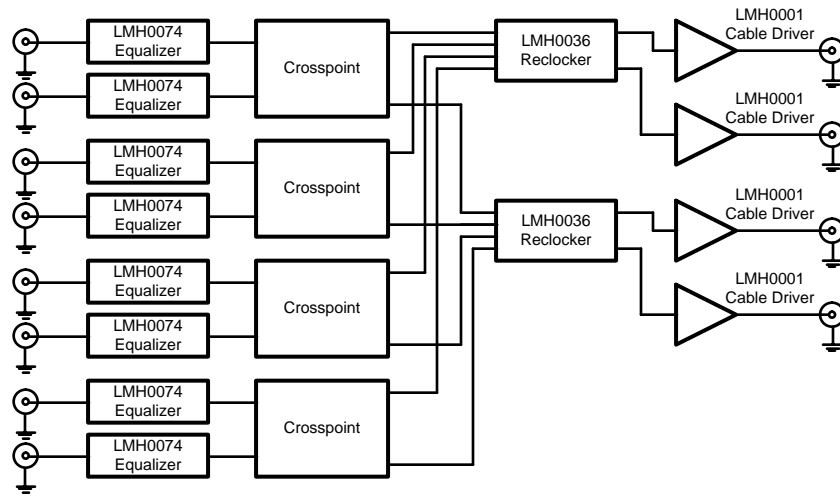 LMH0074
Equalizer
LMH0074
Equalizer
Crosspoint
LMH0074
Equalizer
LMH0074
Equalizer
Crosspoint
LMH0074
Equalizer
LMH0074
Equalizer
Crosspoint
LMH0074
Equalizer
LMH0074
Equalizer
Crosspoint
LMH0036
Reclocker
LMH0036
Reclocker
LMH0001
Cable Driver
LMH0001
Cable Driver
LMH0001
Cable Driver
LMH0001
Cable Driver